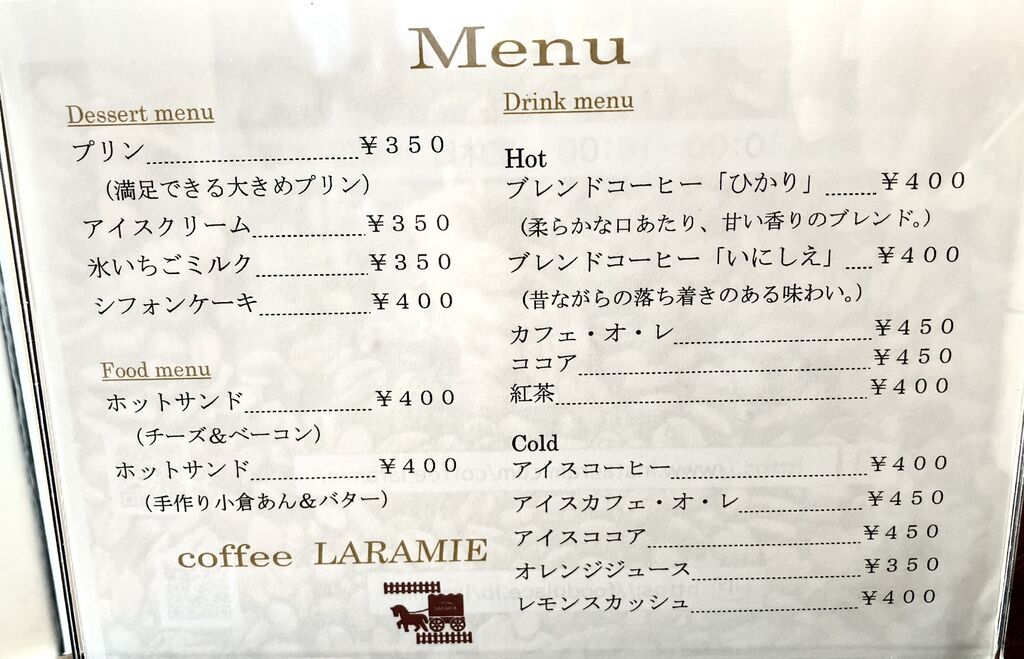 Menu
Dessert menu
プリン ￥３５０
（満足できる大きめプリン）
アイスクリーム ￥３５０
氷いちごミルク ￥３５０
シフォンケーキ ￥４００
Food menu
ホットサンド ￥４００
（チーズ＆ベーコン）
ホットサンド ￥４００
（手作り小倉あん＆バター）
coffee LARAMIE
Drink menu
Hot
ブレンドコーヒー「ひかり」 ￥４００
（柔らかな口あたり、甘い香りのブレンド。）
ブレンドコーヒー「いにしえ」 ￥４００
（昔ながらの落ち着きのある味わい。）
カフェ・オ・レ ￥４５０
ココア ￥４５０
紅茶 ￥４００
Cold
アイスコーヒー ￥４００
アイスカフェ・オ・レ ￥４５０
アイスココア ￥４５０
オレンジジュース ￥３５０
レモンスカッシュ ￥４００